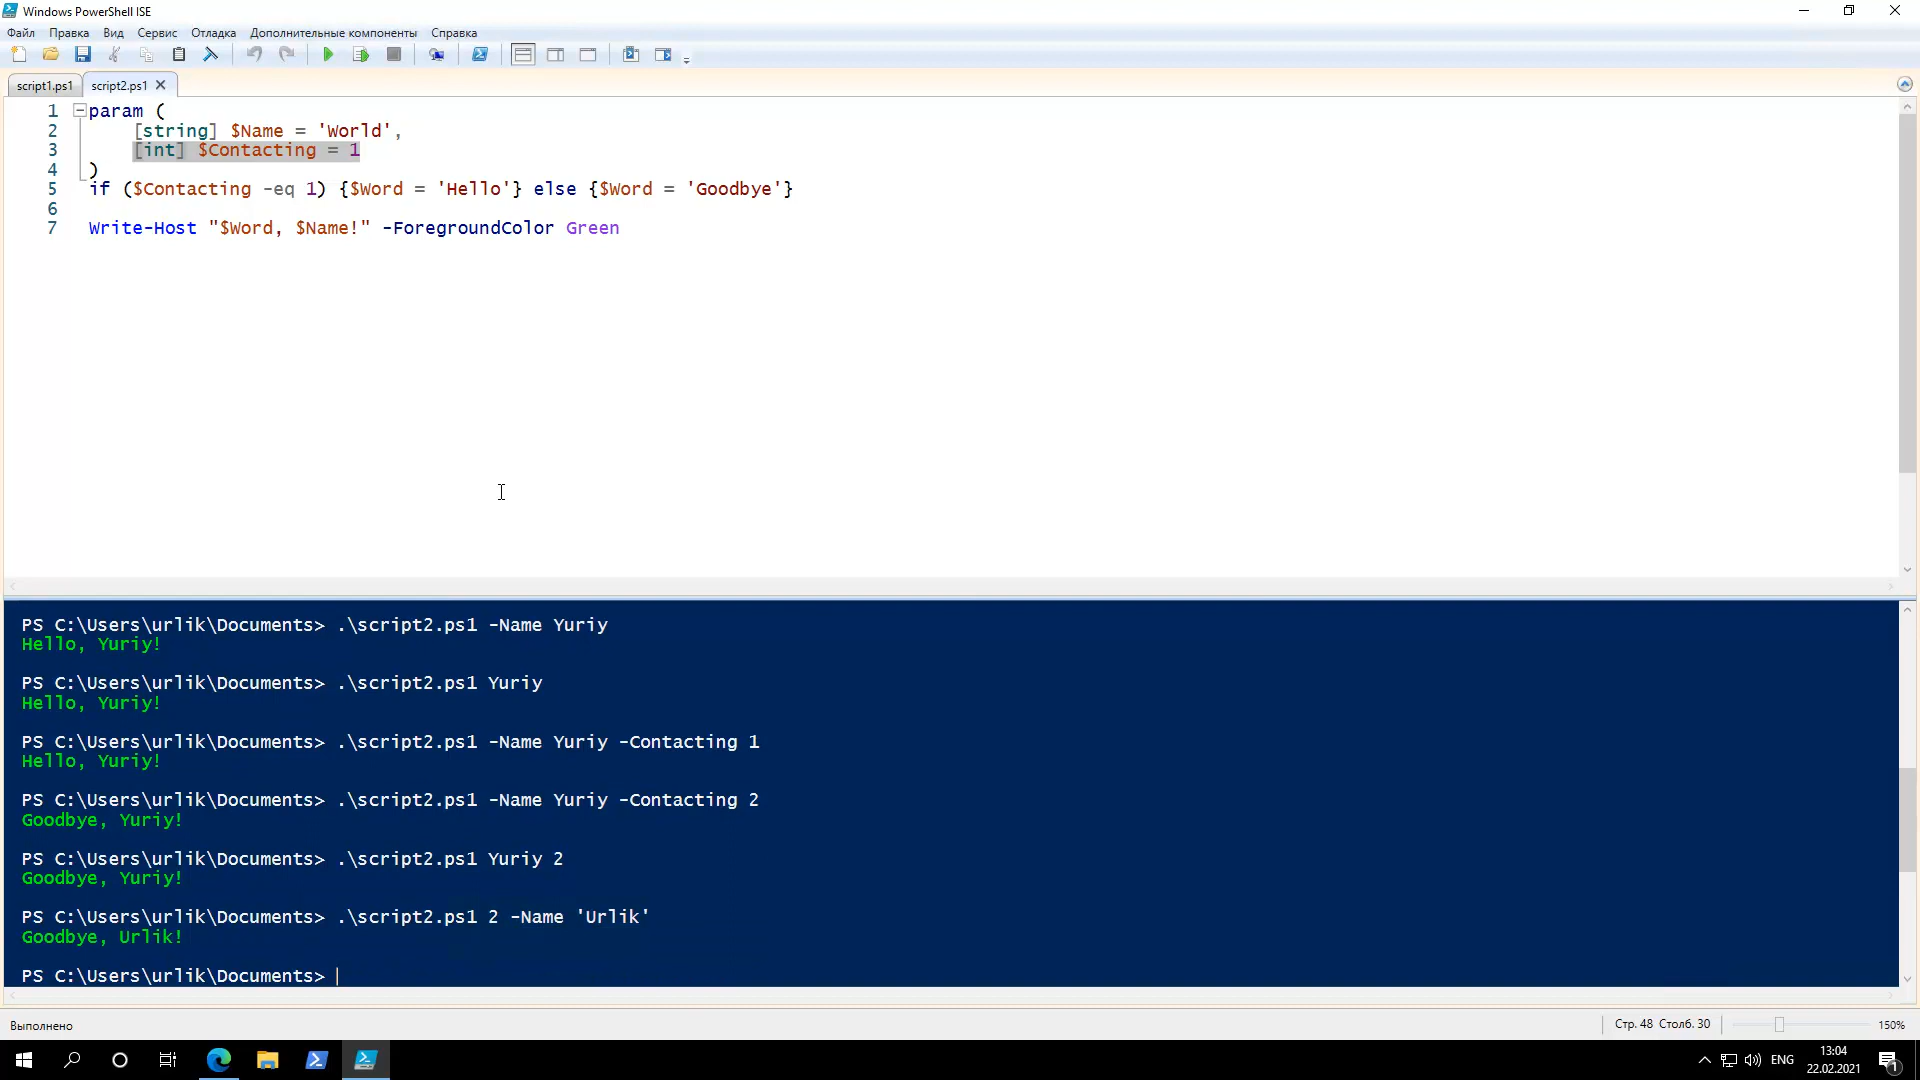 Windows PowerShell ISE
Файл Правка Вид Сервис Отладка Дополнительные компоненты Справка
script1.ps1 script2.ps1
1 param (
2 [string] $Name = 'World',
3 [int] $Contacting = 1
4 )
5 if ($Contacting -eq 1) {$Word = 'Hello'} else {$Word = 'Goodbye'}
6
7 Write-Host "$Word, $Name!" -ForegroundColor Green
PS C:\Users\urlik\Documents> .\script2.ps1 -Name Yuriy
Hello, Yuriy!
PS C:\Users\urlik\Documents> .\script2.ps1 Yuriy
Hello, Yuriy!
PS C:\Users\urlik\Documents> .\script2.ps1 -Name Yuriy -Contacting 1
Hello, Yuriy!
PS C:\Users\urlik\Documents> .\script2.ps1 -Name Yuriy -Contacting 2
Goodbye, Yuriy!
PS C:\Users\urlik\Documents> .\script2.ps1 Yuriy 2
Goodbye, Yuriy!
PS C:\Users\urlik\Documents> .\script2.ps1 2 -Name 'Urlik'
Goodbye, Urlik!
PS C:\Users\urlik\Documents>
Выполнено Стр. 48 Столб. 30 150%
ENG 13:04
22.02.2021
1